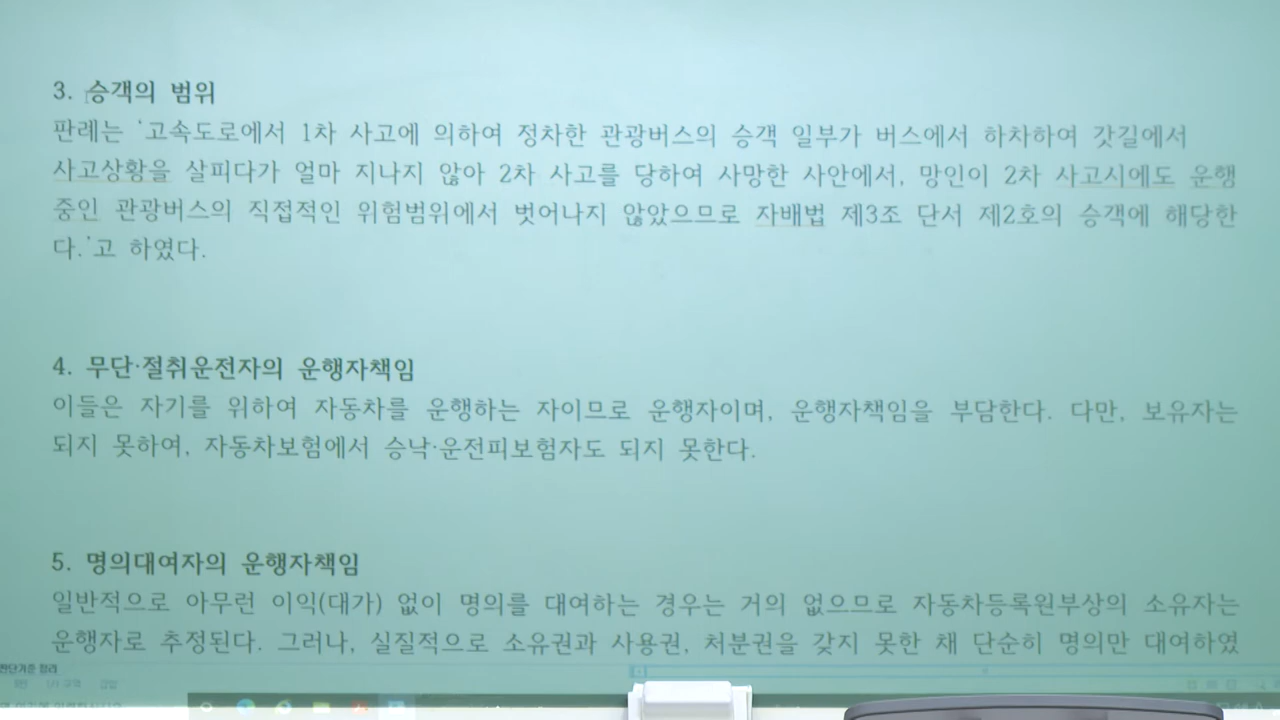 3. 승객의 범위
판례는 '고속도로에서 1차 사고에 의하여 정차한 관광버스의 승객 일부가 버스에서 하차하여 갓길에서
사고상황을 살피다가 얼마 지나지 않아 2차 사고를 당하여 사망한 사안에서, 망인이 2차 사고시에도 운행
중인 관광버스의 직접적인 위험범위에서 벗어나지 않았으므로 자배법 제3조 단서 제2호의 승객에 해당한
다.'고 하였다.
4. 무단·절취운전자의 운행자책임
이들은 자기를 위하여 자동차를 운행하는 자이므로 운행자이며, 운행자책임을 부담한다. 다만, 보유자는
되지 못하여, 자동차보험에서 승낙·운전피보험자도 되지 못한다.
5. 명의대여자의 운행자책임
일반적으로 아무런 이익(대가) 없이 명의를 대여하는 경우는 거의 없으므로 자동차등록원부상의 소유자는
운행자로 추정된다. 그러나, 실질적으로 소유권과 사용권, 처분권을 갖지 못한 채 단순히 명의만 대여하였
판단기준 정리